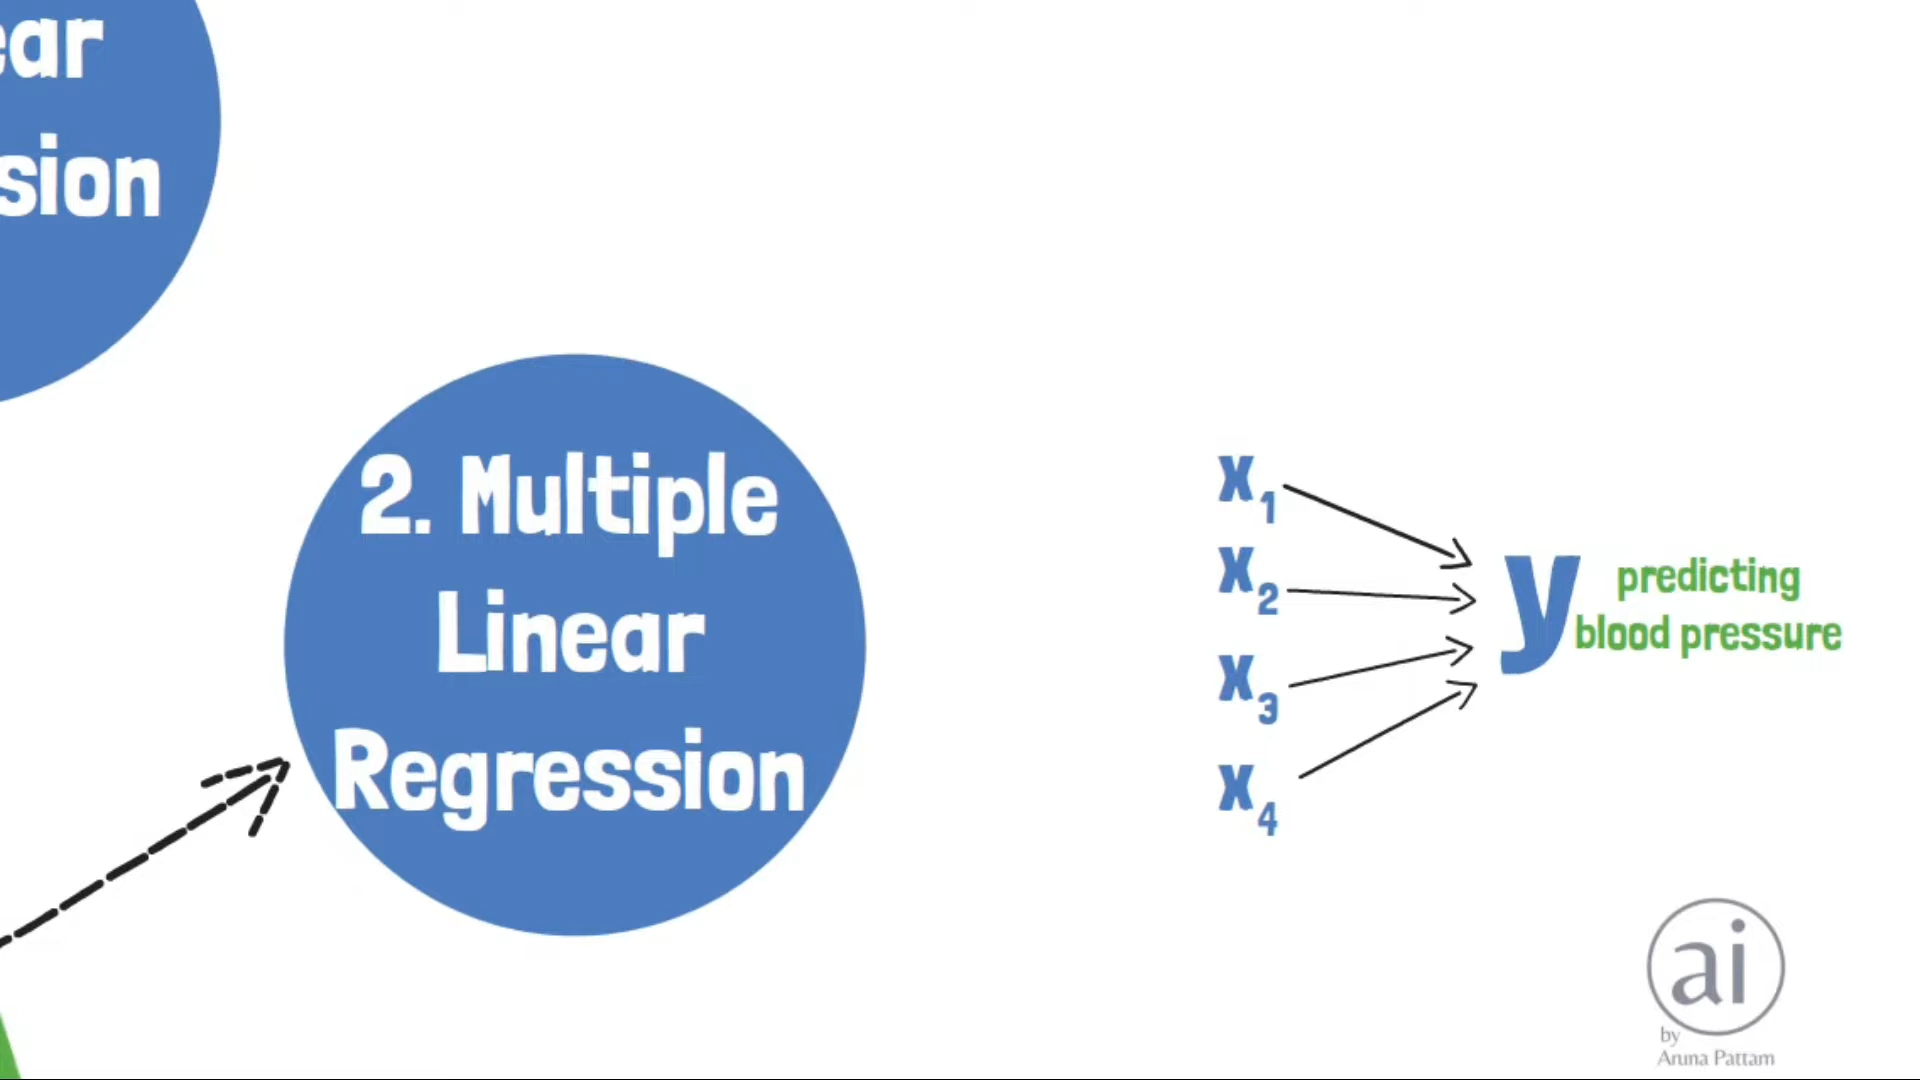 ear
sion
2. Multiple
Linear
Regression
x1
x2
x3
x4
y
predicting
blood pressure
ai
by
Aruna Pattam